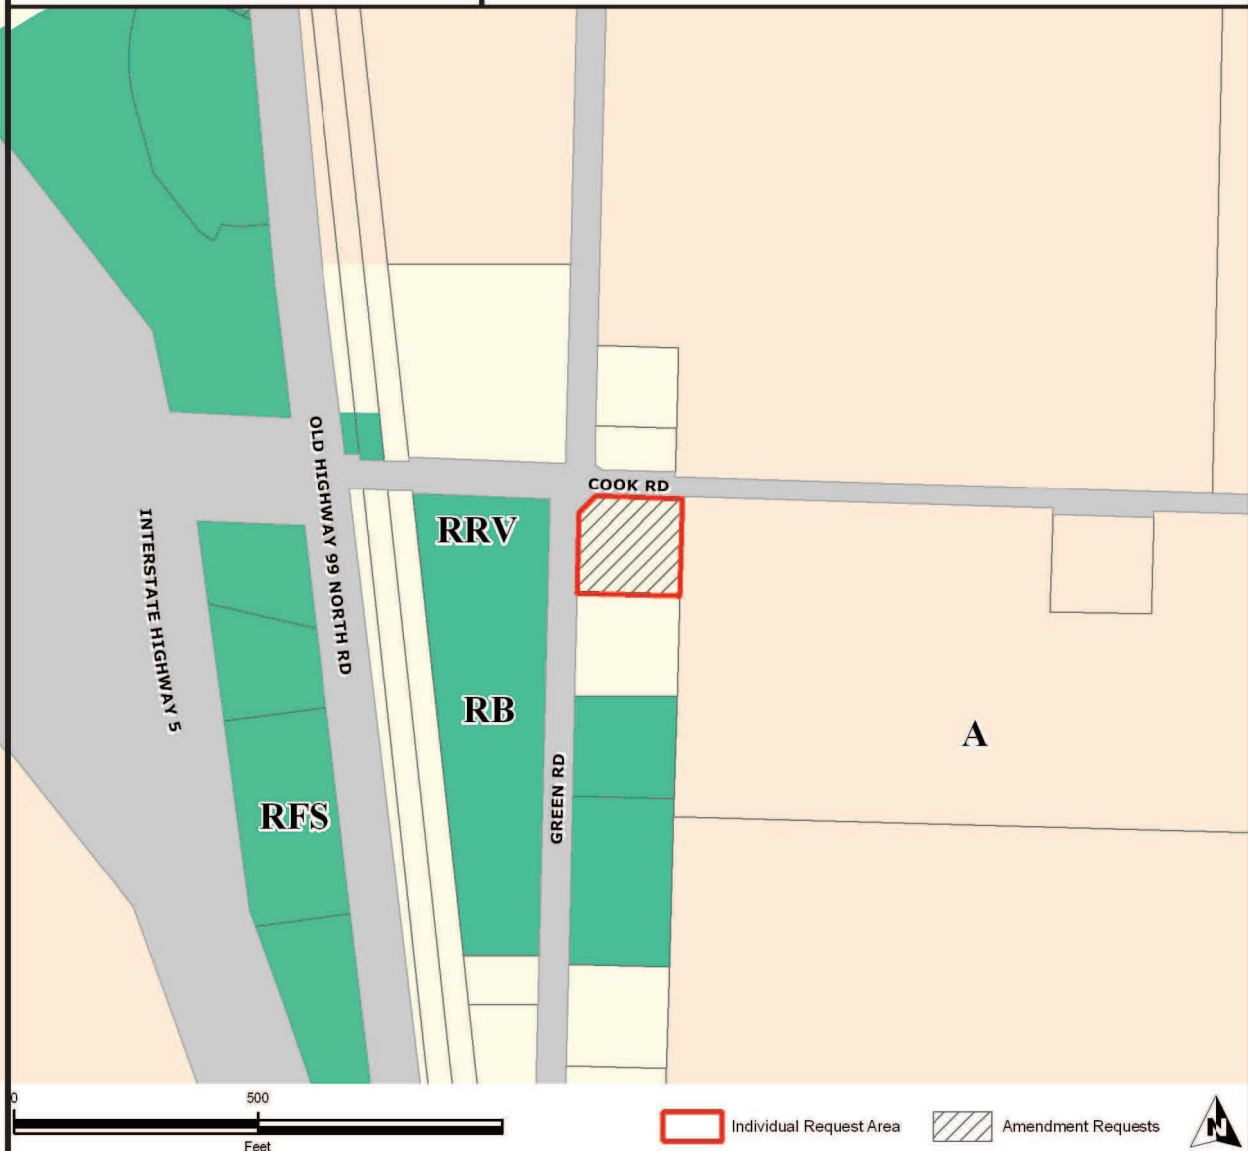 OLD HIGHWAY 99 NORTH RD
COOK RD
RRV
INTERSTATE HIGHWAY 5
RB
A
GREEN RD
RFS
0 500
Feet
Individual Request Area
Amendment Requests
N